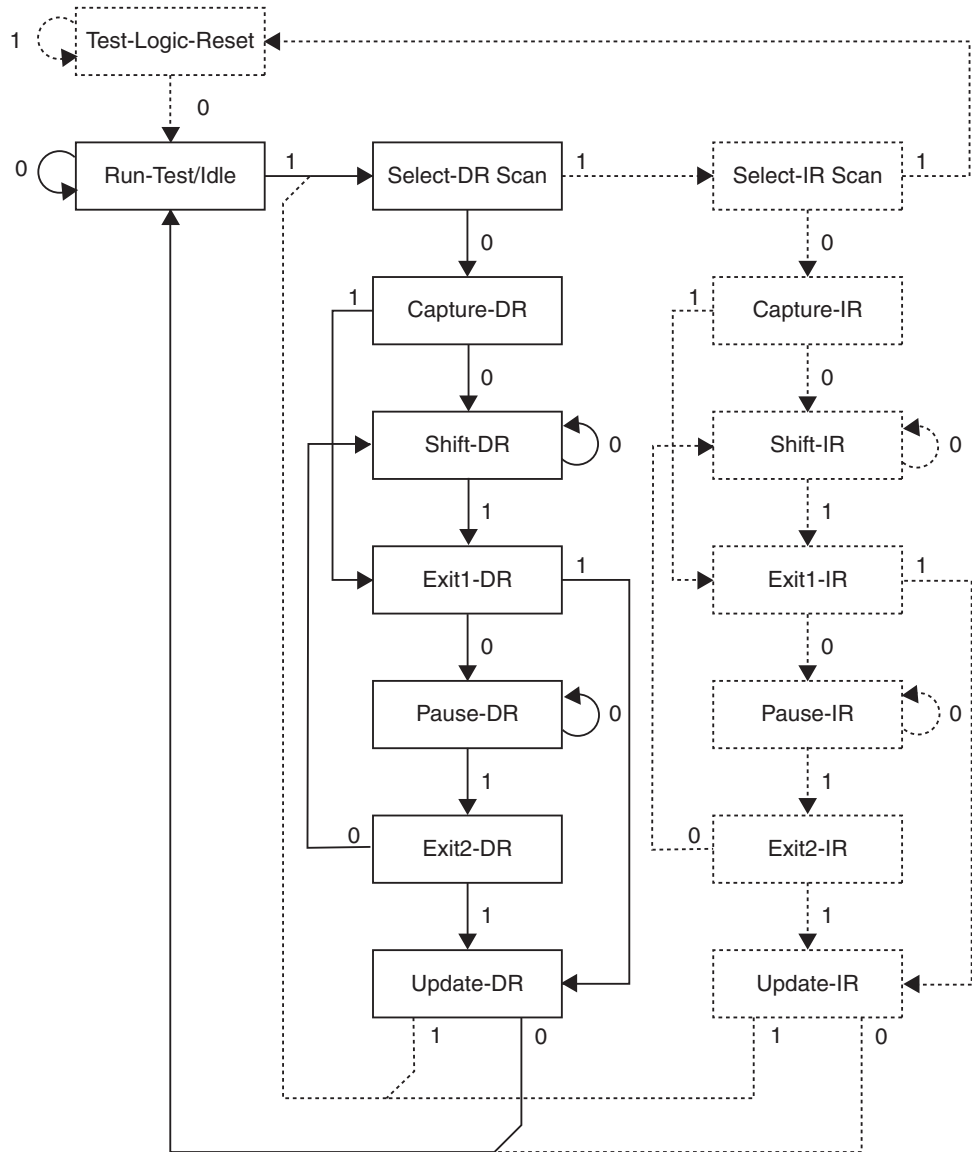 1
Test-Logic-Reset
0
0
Run-Test/Idle
1
Select-DR Scan
1
Select-IR Scan
1
0
0
1
Capture-DR
1
Capture-IR
0
0
Shift-DR
0
Shift-IR
0
1
1
Exit1-DR
1
Exit1-IR
1
0
0
Pause-DR
0
Pause-IR
0
1
1
0
Exit2-DR
0
Exit2-IR
1
1
Update-DR
Update-IR
1
0
1
0